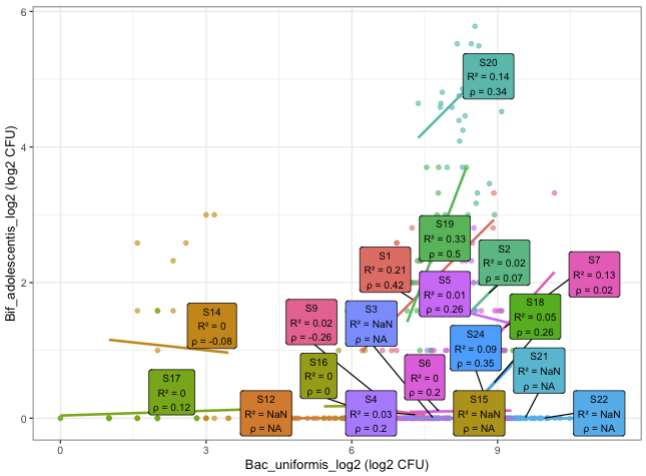 6
4
2
0
Bif_adolescentis_log2 (log2 CFU)
S20
R² = 0.14
ρ = 0.34
S19
R² = 0.33
ρ = 0.5
S1
R² = 0.21
ρ = 0.42
S2
R² = 0.02
ρ = 0.07
S7
R² = 0.13
ρ = 0.02
S5
R² = 0.01
ρ = 0.26
S14
R² = 0
ρ = -0.08
S9
R² = 0.02
ρ = -0.26
S3
R² = NaN
ρ = NA
S18
R² = 0.05
ρ = 0.26
S24
R² = 0.09
ρ = 0.35
S21
R² = NaN
ρ = NA
S16
R² = 0
ρ = 0
S6
R² = 0
ρ = 0.2
S17
R² = 0
ρ = 0.12
S12
R² = NaN
ρ = NA
S4
R² = 0.03
ρ = 0.2
S15
R² = NaN
ρ = NA
S22
R² = NaN
ρ = NA
0 3 6 9
Bac_uniformis_log2 (log2 CFU)